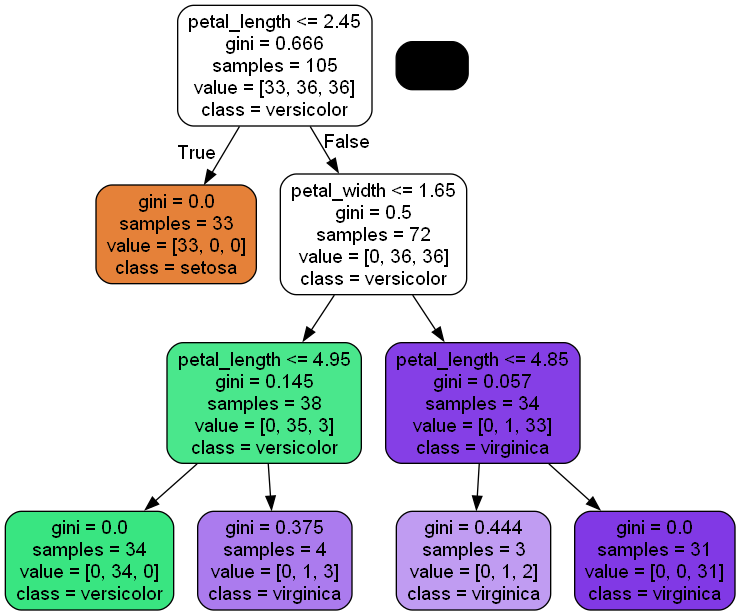 petal_length <= 2.45
gini = 0.666
samples = 105
value = [33, 36, 36]
class = versicolor
True
False
gini = 0.0
samples = 33
value = [33, 0, 0]
class = setosa
petal_width <= 1.65
gini = 0.5
samples = 72
value = [0, 36, 36]
class = versicolor
petal_length <= 4.95
gini = 0.145
samples = 38
value = [0, 35, 3]
class = versicolor
petal_length <= 4.85
gini = 0.057
samples = 34
value = [0, 1, 33]
class = virginica
gini = 0.0
samples = 34
value = [0, 34, 0]
class = versicolor
gini = 0.375
samples = 4
value = [0, 1, 3]
class = virginica
gini = 0.444
samples = 3
value = [0, 1, 2]
class = virginica
gini = 0.0
samples = 31
value = [0, 0, 31]
class = virginica